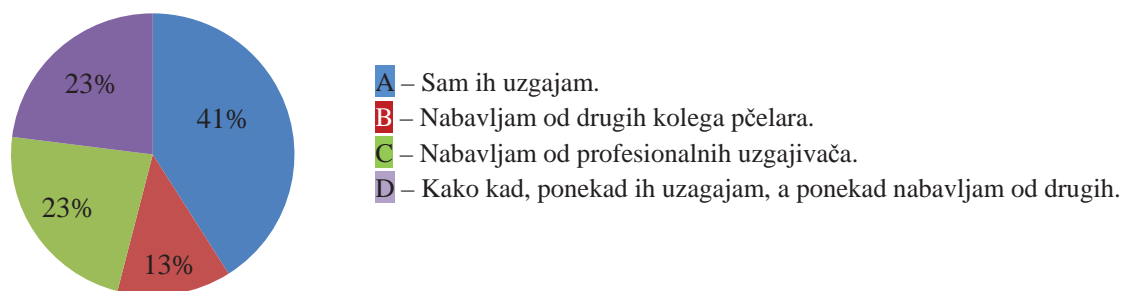 23%
41%
23%
13%
A – Sam ih uzgajam.
B – Nabavljam od drugih kolega pčelara.
C – Nabavljam od profesionalnih uzgajivača.
D – Kako kad, ponekad ih uzagajam, a ponekad nabavljam od drugih.